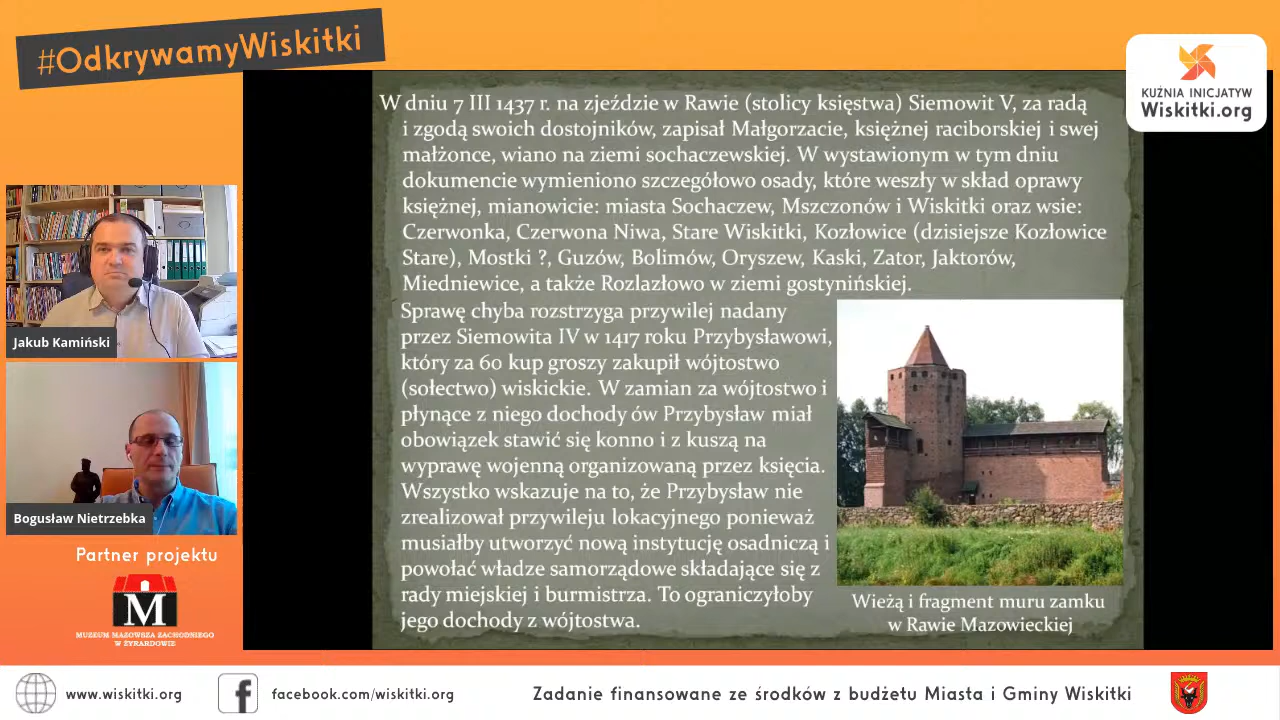 #OdkrywamyWiskitki
KUŹNIA INICJATYW
Wiskitki.org
W dniu 7 III 1437 r. na zjeździe w Rawie (stolicy księstwa) Siemowit V, za radą
i zgodą swoich dostojników, zapisał Małgorzacie, księżnej raciborskiej i swej
małżonce, wiano na ziemi sochaczewskiej. W wystawionym w tym dniu
dokumencie wymieniono szczegółowo osady, które weszły w skład oprawy
księżnej, mianowicie: miasta Sochaczew, Mszczonów i Wiskitki oraz wsie:
Czerwonka, Czerwona Niwa, Stare Wiskitki, Kozłowice (dzisiejsze Kozłowice
Stare), Mostki ?, Guzów, Bolimów, Oryszew, Kaski, Zator, Jaktorów,
Miedniewice, a także Rozlazłowo w ziemi gostynińskiej.
Sprawę chyba rozstrzyga przywilej nadany
przez Siemowita IV w 1417 roku Przybysławowi,
który za 60 kup groszy zakupił wójtostwo
(sołectwo) wiskickie. W zamian za wójtostwo i
płynące z niego dochody ów Przybysław miał
obowiązek stawić się konno i z kuszą na
wyprawę wojenną organizowaną przez księcia.
Wszystko wskazuje na to, że Przybysław nie
zrealizował przywileju lokacyjnego ponieważ
musiałby utworzyć nową instytucję osadniczą i
powołać władze samorządowe składające się z
rady miejskiej i burmistrza. To ograniczyłoby
jego dochody z wójtostwa.
Wieżą i fragment muru zamku
w Rawie Mazowieckiej
Jakub Kamiński
Bogusław Nietrzebka
Partner projektu
M
MUZEUM MAZOWSZA ZACHODNIEGO
W ŻYRARDOWIE
www.wiskitki.org
facebook.com/wiskitki.org
Zadanie finansowane ze środków z budżetu Miasta i Gminy Wiskitki